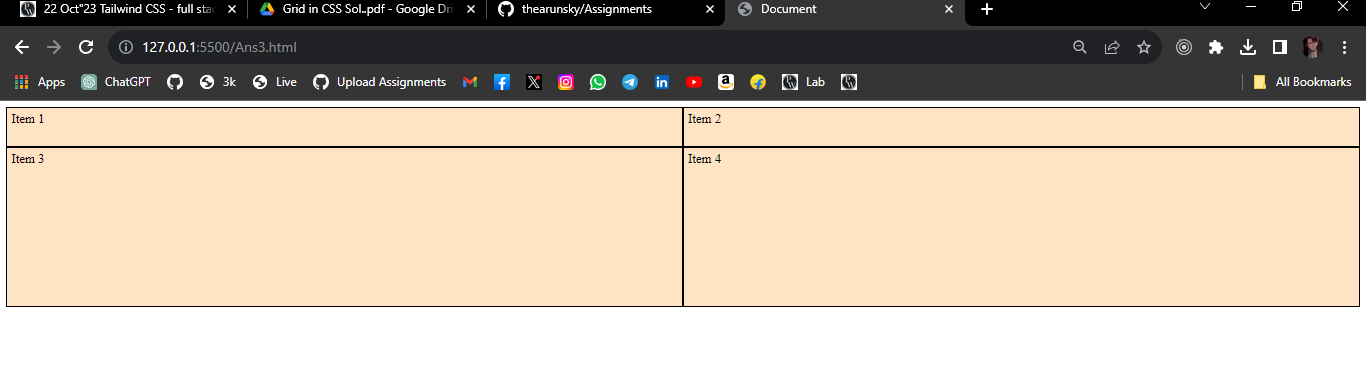 22 Oct"23 Tailwind CSS - full sta
Grid in CSS Sol..pdf - Google Dri
thearunsky/Assignments
Document
127.0.0.1:5500/Ans3.html
Apps
ChatGPT
3k
Live
Upload Assignments
Lab
All Bookmarks
Item 1
Item 2
Item 3
Item 4